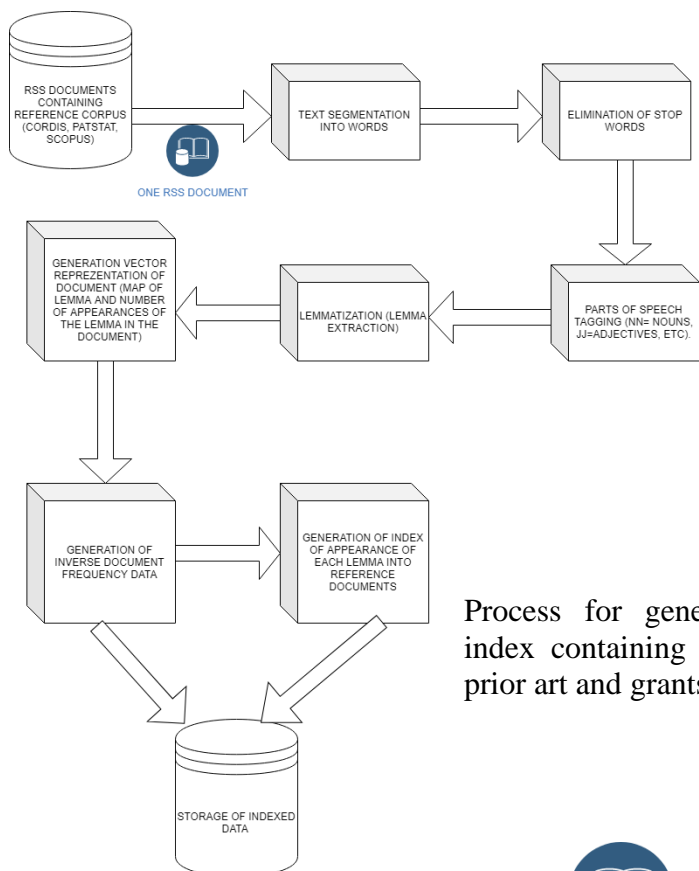 RSS DOCUMENTS
CONTAINING
REFERENCE CORPUS
(CORDIS, PATSTAT,
SCOPUS)
ONE RSS DOCUMENT
TEXT SEGMENTATION
INTO WORDS
ELIMINATION OF STOP
WORDS
PARTS OF SPEECH
TAGGING (NN= NOUNS,
JJ=ADJECTIVES, ETC).
LEMMATIZATION (LEMMA
EXTRACTION)
GENERATION VECTOR
REPREZENTATION OF
DOCUMENT (MAP OF
LEMMA AND NUMBER
OF APPEARANCES OF
THE LEMMA IN THE
DOCUMENT)
GENERATION OF
INVERSE DOCUMENT
FREQUENCY DATA
GENERATION OF INDEX
OF APPEARANCE OF
EACH LEMMA INTO
REFERENCE
DOCUMENTS
Process for gene
index containing
prior art and grants
STORAGE OF INDEXED
DATA